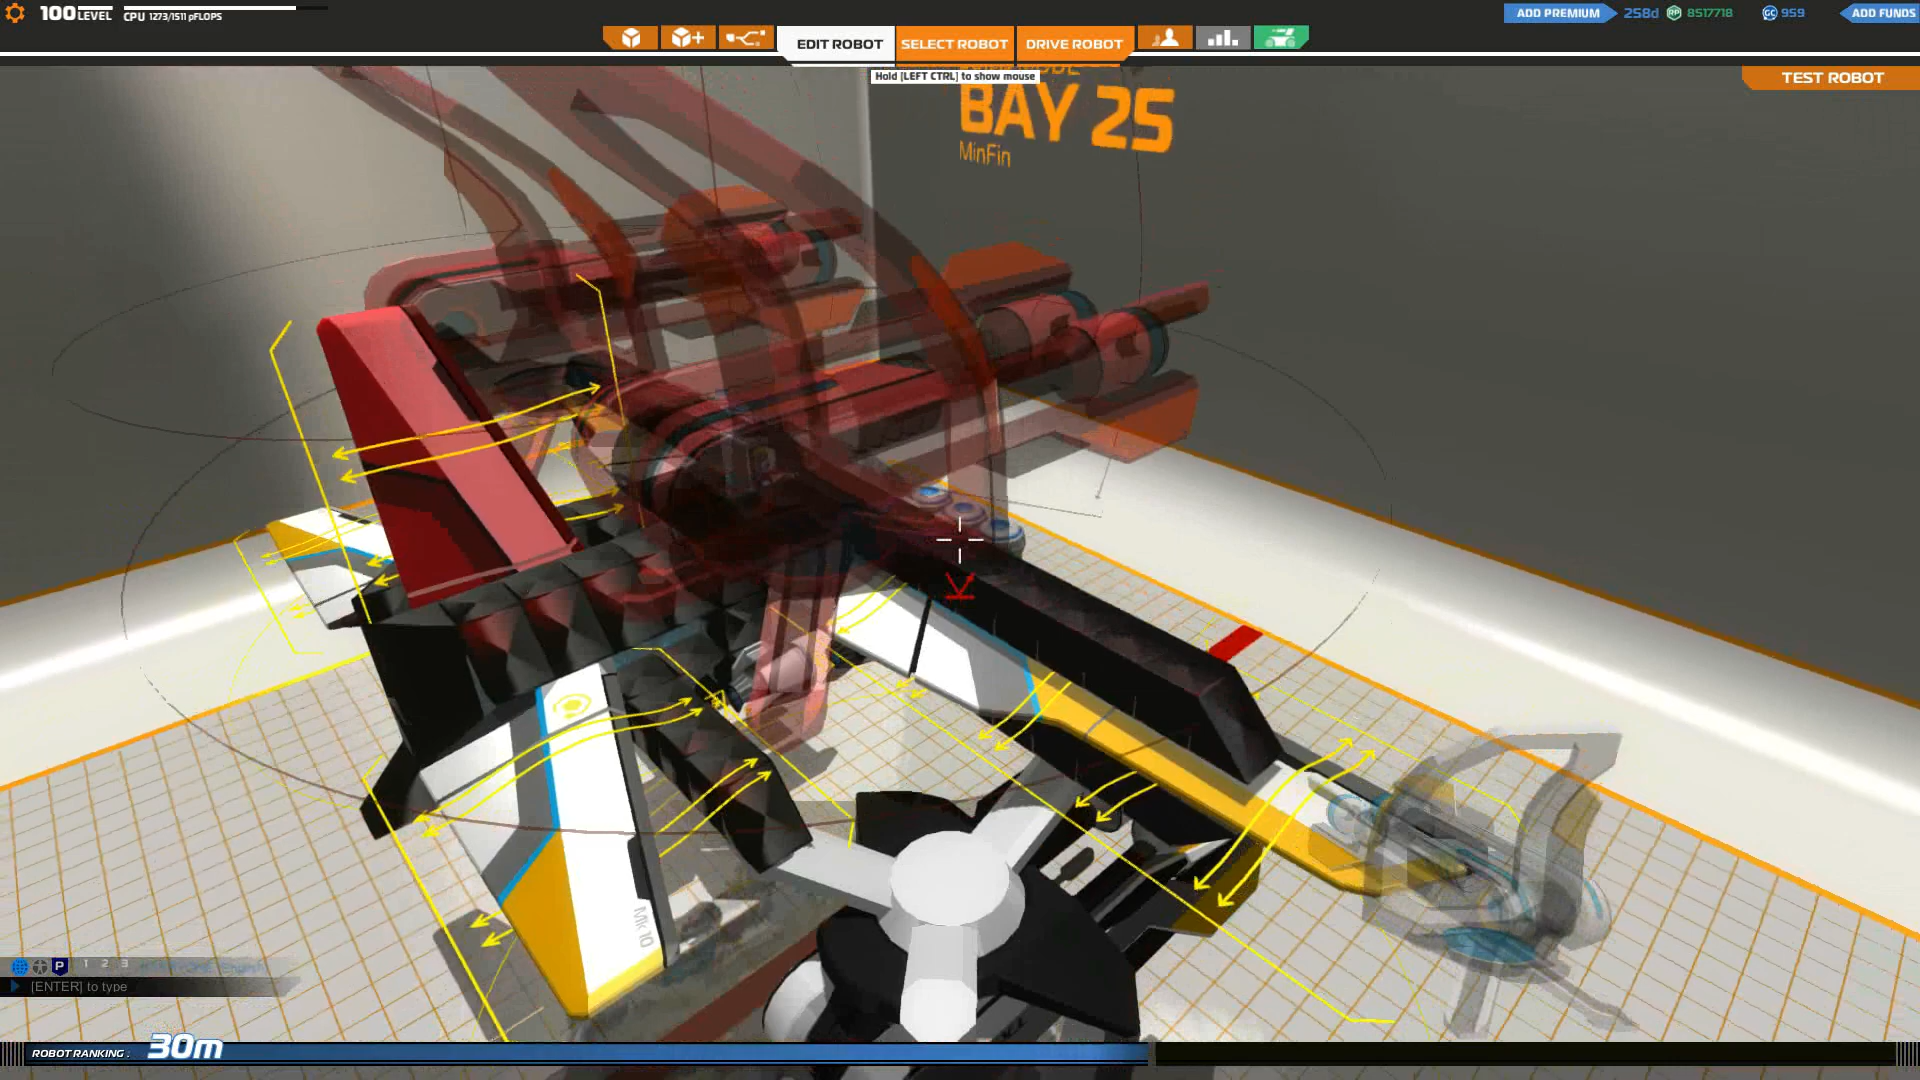 100 LEVEL
CPU 1273/1511 pFLOPS
ADD PREMIUM
258d
RP
8517718
GC
959
ADD FUNDS
EDIT ROBOT
SELECT ROBOT
DRIVE ROBOT
Hold [LEFT CTRL] to show mouse
TEST ROBOT
BAY 25
MinFin
Mk 10
P
1 2 3
[ENTER] to type
ROBOT RANKING : 30m